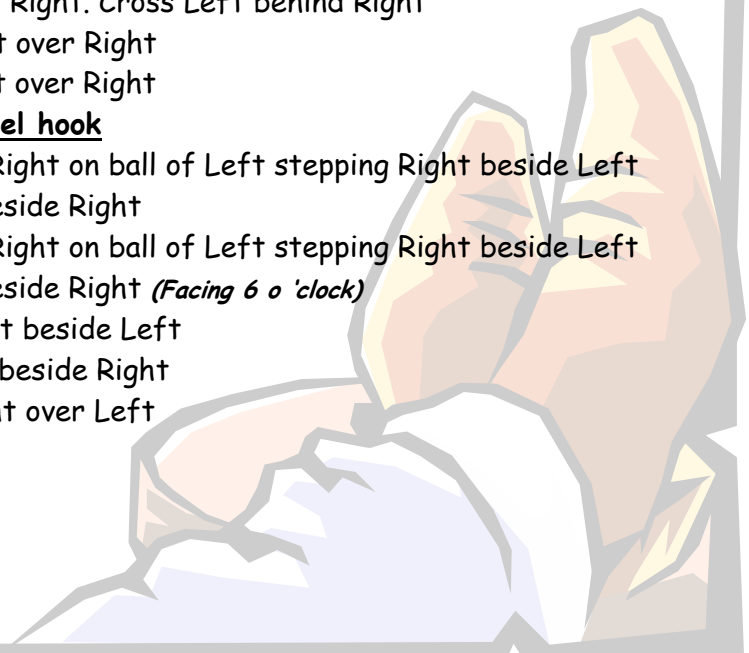 Right. Cross Left behind Right
t over Right
t over Right
el hook
Right on ball of Left stepping Right beside Left
eside Right
Right on ball of Left stepping Right beside Left
eside Right (Facing 6 o 'clock)
t beside Left
beside Right
nt over Left